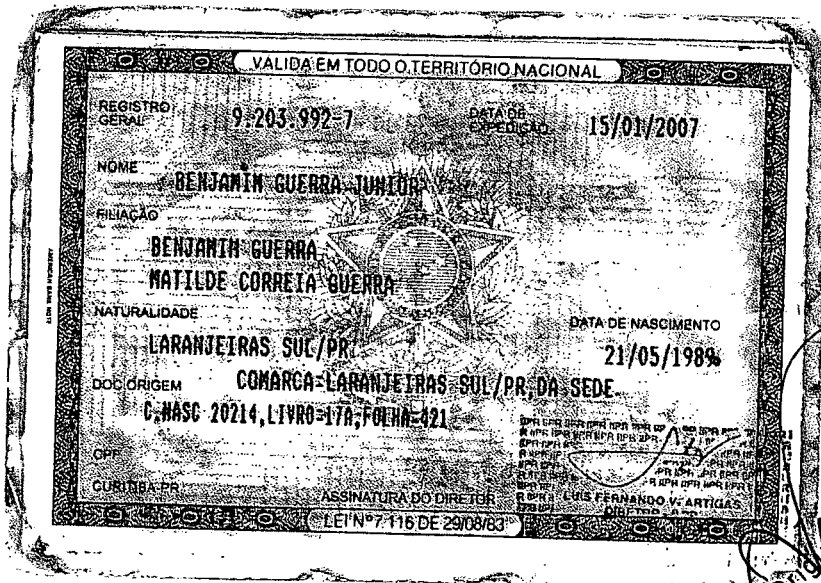 VALIDA EM TODO O TERRITÓRIO NACIONAL
REGISTRO GERAL 9.203.992-7 DATA DE EXPEDIÇÃO 15/01/2007
NOME BENJAMIN GUERRA JUNIOR
FILIAÇÃO
BENJAMIN GUERRA
MATILDE CORREIA GUERRA
NATURALIDADE DATA DE NASCIMENTO
LARANJEIRAS SUL/PR 21/05/1989
DOC ORIGEM COMARCA=LARANJEIRAS SUL/PR,DA SEDE
C.NASC 20214,LIVRO=17A,FOLHA=421
CPF
CURITIBA-PR
ASSINATURA DO DIRETOR LUIS FERNANDO V. ARTIGAS
LEI Nº 7.116 DE 29/08/83